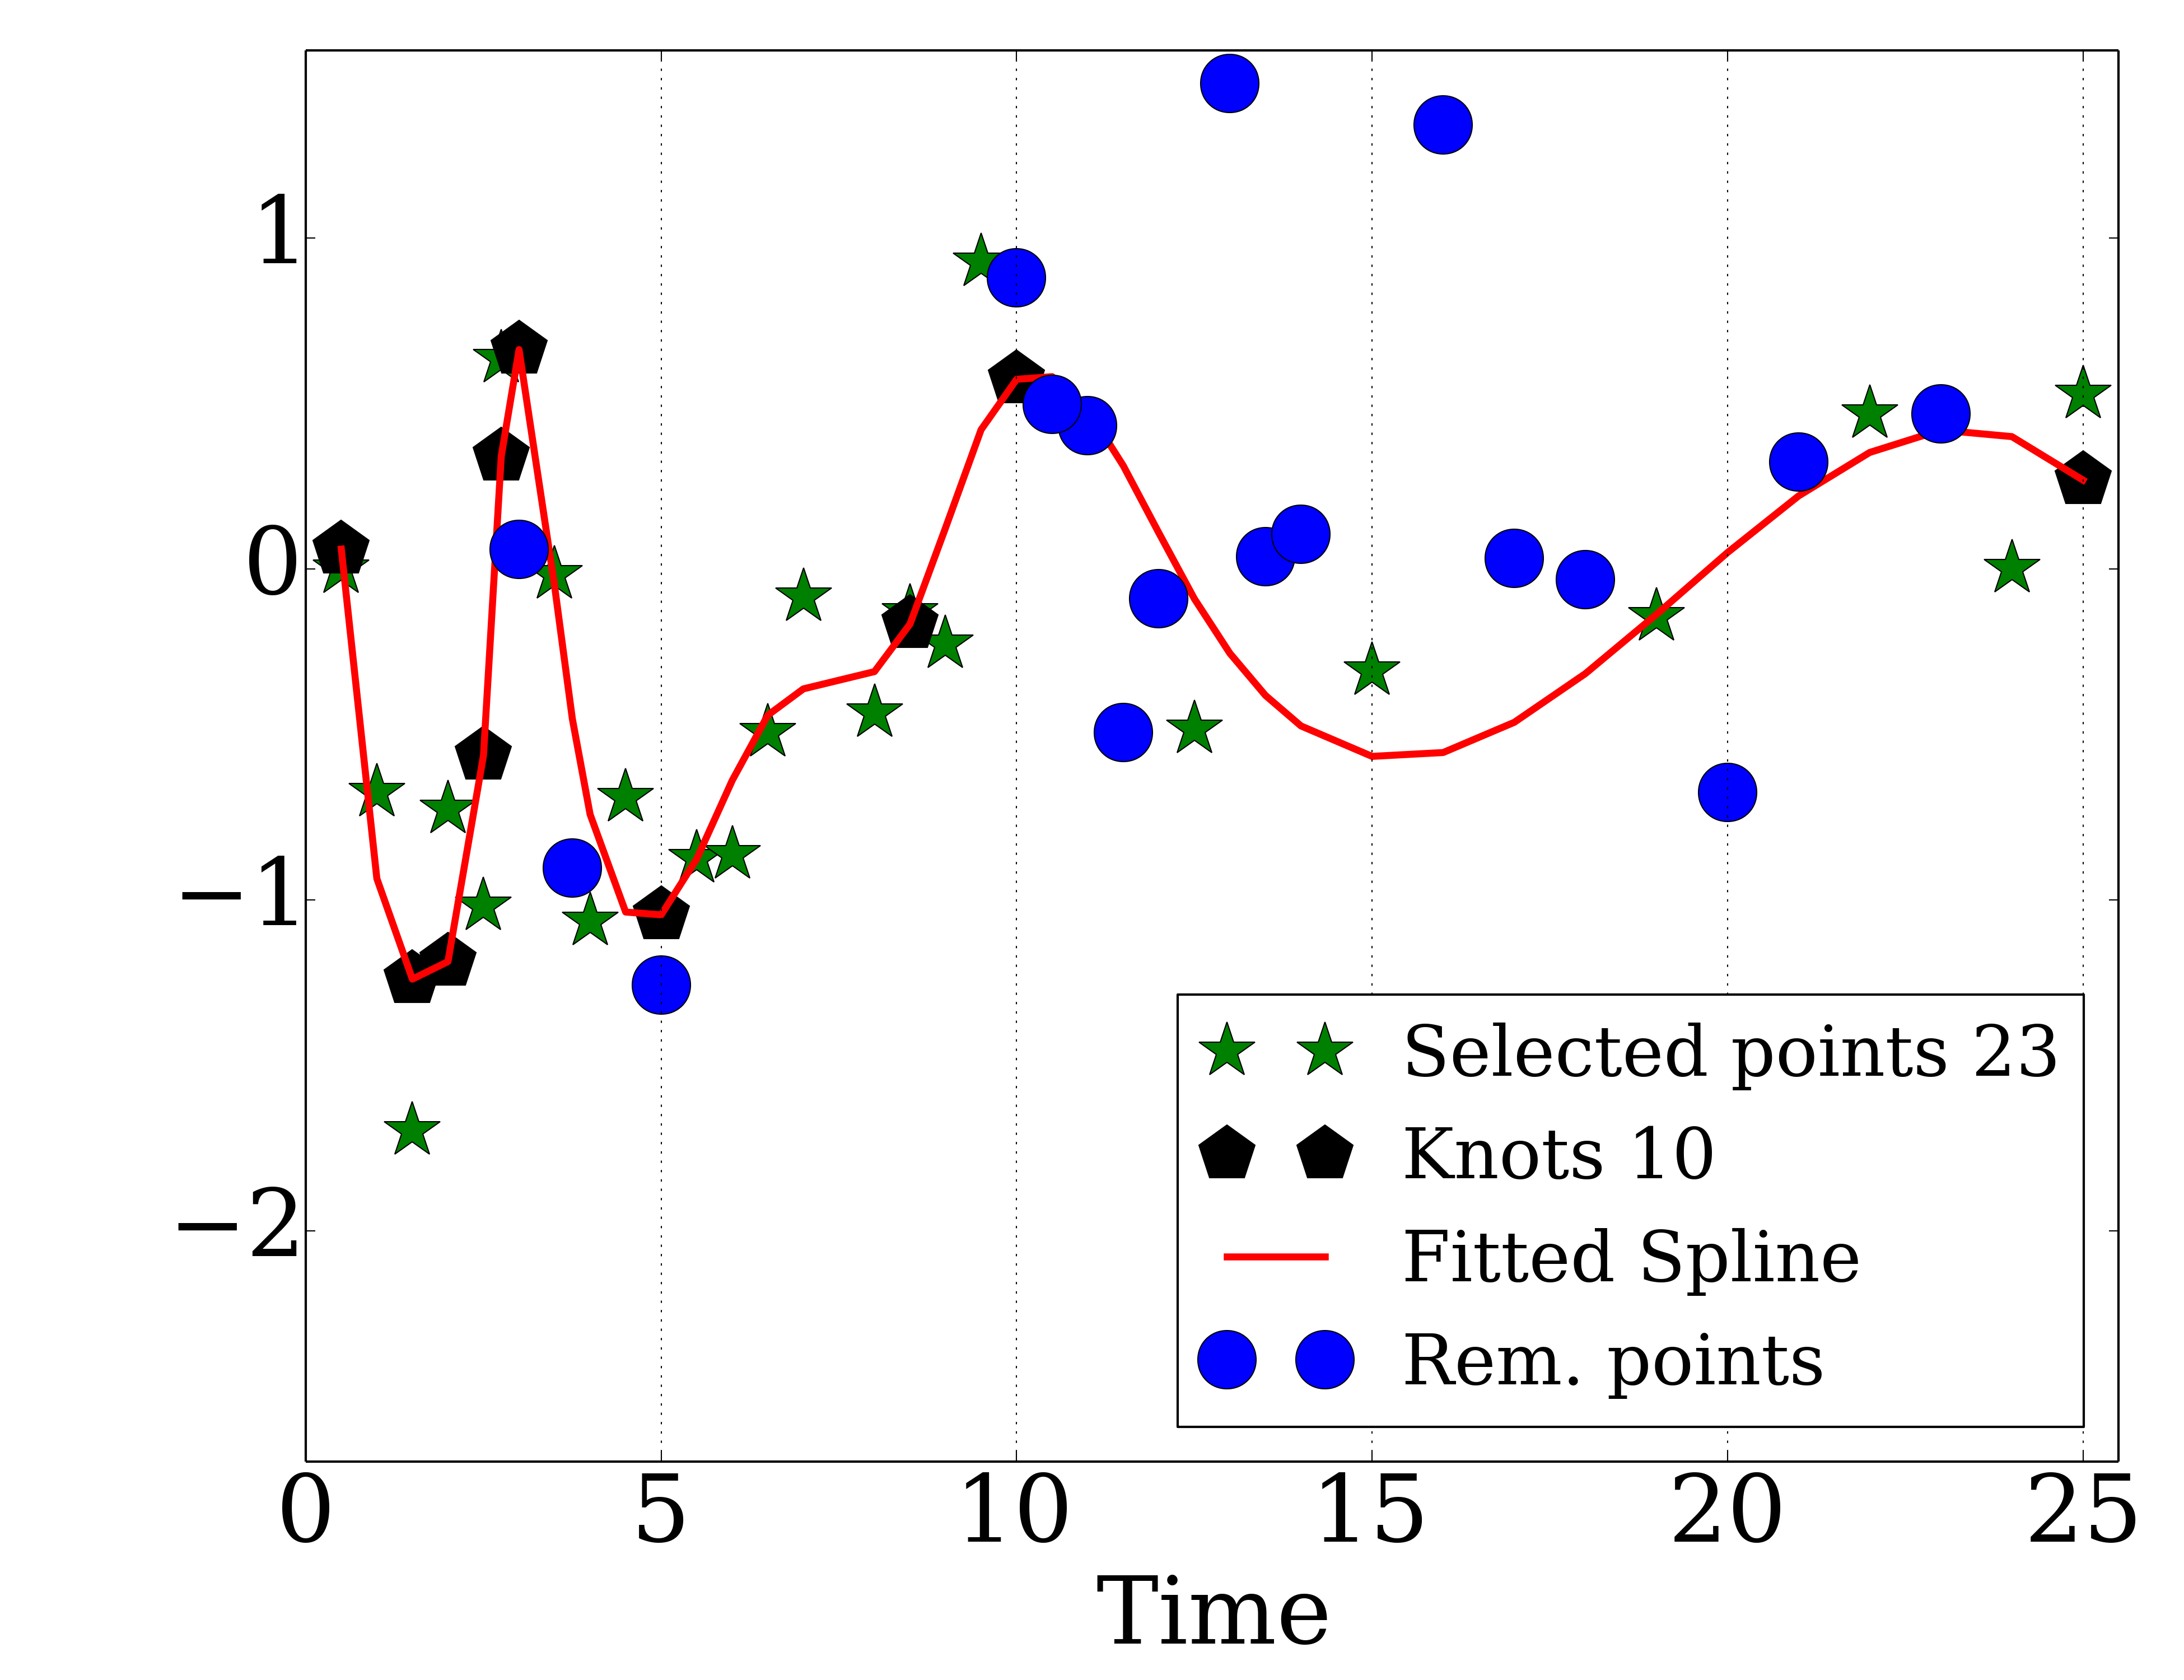 1
0
−1
−2
Selected points 23
Knots 10
Fitted Spline
Rem. points
0 5 10 15 20 25
Time